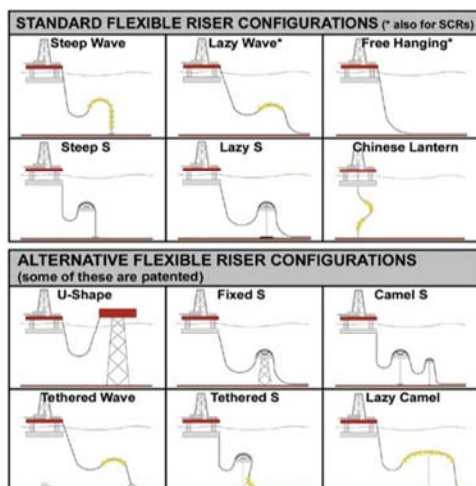 STANDARD FLEXIBLE RISER CONFIGURATIONS (* also for SCRs)
Steep Wave
Lazy Wave*
Free Hanging*
Steep S
Lazy S
Chinese Lantern
ALTERNATIVE FLEXIBLE RISER CONFIGURATIONS
(some of these are patented)
U-Shape
Fixed S
Camel S
Tethered Wave
Tethered S
Lazy Camel